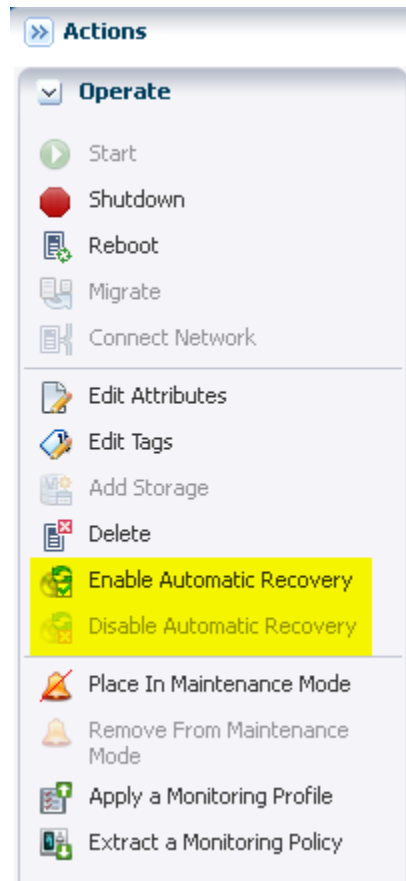 Actions
Operate
Start
Shutdown
Reboot
Migrate
Connect Network
Edit Attributes
Edit Tags
Add Storage
Delete
Enable Automatic Recovery
Disable Automatic Recovery
Place In Maintenance Mode
Remove From Maintenance
Mode
Apply a Monitoring Profile
Extract a Monitoring Policy